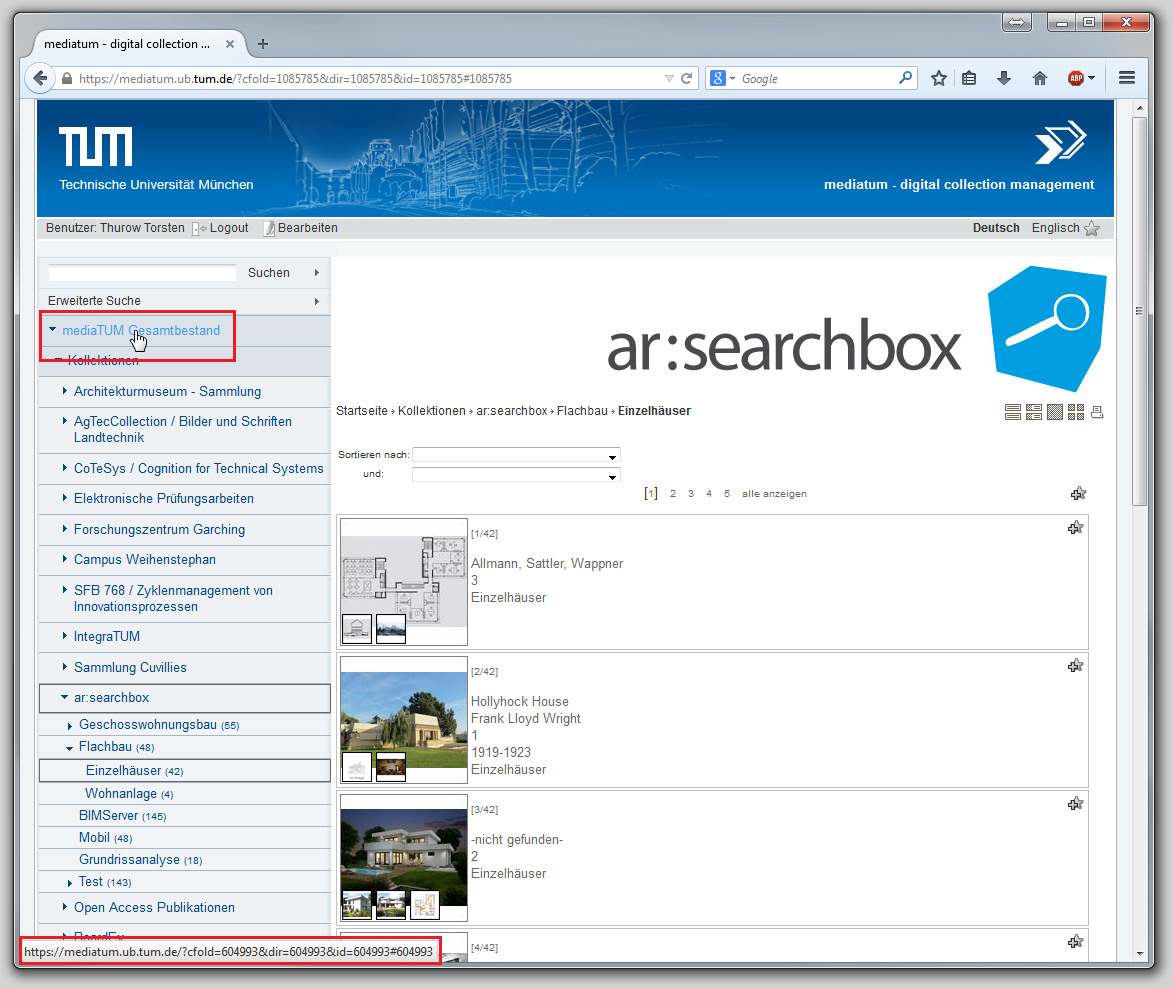 mediatum - digital collection ...
https://mediatum.ub.tum.de/?cfold=1085785&dir=1085785&id=1085785#1085785
Google
ABP
TUM
Technische Universität München
mediatum - digital collection management
Benutzer: Thurow Torsten Logout Bearbeiten
Deutsch Englisch
Suchen
Erweiterte Suche
mediaTUM Gesamtbestand
Kollektionen
Architekturmuseum - Sammlung
AgTecCollection / Bilder und Schriften
Landtechnik
CoTeSys / Cognition for Technical Systems
Elektronische Prüfungsarbeiten
Forschungszentrum Garching
Campus Weihenstephan
SFB 768 / Zyklenmanagement von
Innovationsprozessen
IntegraTUM
Sammlung Cuvillies
ar:searchbox
Geschosswohnungsbau (55)
Flachbau (48)
Einzelhäuser (42)
Wohnanlage (4)
BIMServer (145)
Mobil (48)
Grundrissanalyse (18)
Test (143)
Open Access Publikationen
https://mediatum.ub.tum.de/?cfold=604993&dir=604993&id=604993#604993
ar:searchbox
Startseite › Kollektionen › ar:searchbox › Flachbau › Einzelhäuser
Sortieren nach:
und:
[1] 2 3 4 5 alle anzeigen
[1/42]
Allmann, Sattler, Wappner
3
Einzelhäuser
[2/42]
Hollyhock House
Frank Lloyd Wright
1
1919-1923
Einzelhäuser
[3/42]
-nicht gefunden-
2
Einzelhäuser
[4/42]